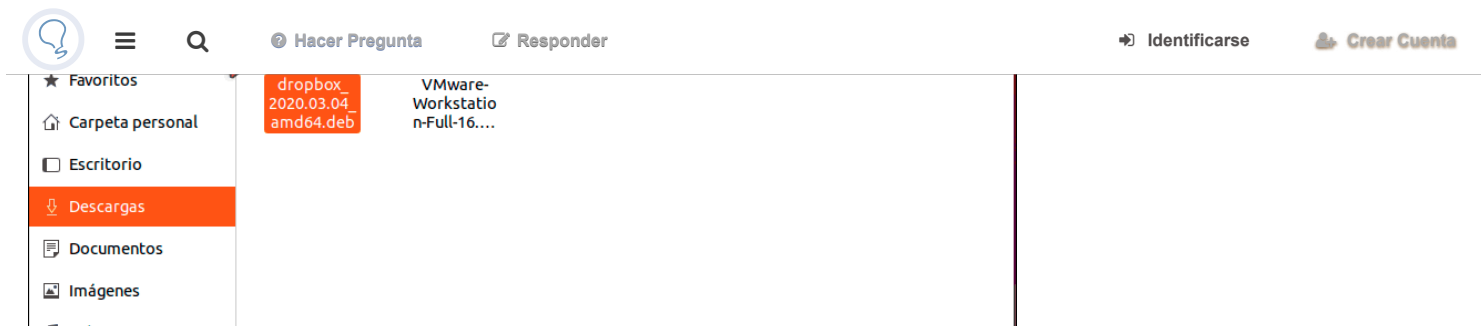 Hacer Pregunta
Responder
Identificarse
Crear Cuenta
Favoritos
Carpeta personal
Escritorio
Descargas
Documentos
Imágenes
dropbox_
2020.03.04_
amd64.deb
VMware-
Workstatio
n-Full-16.…